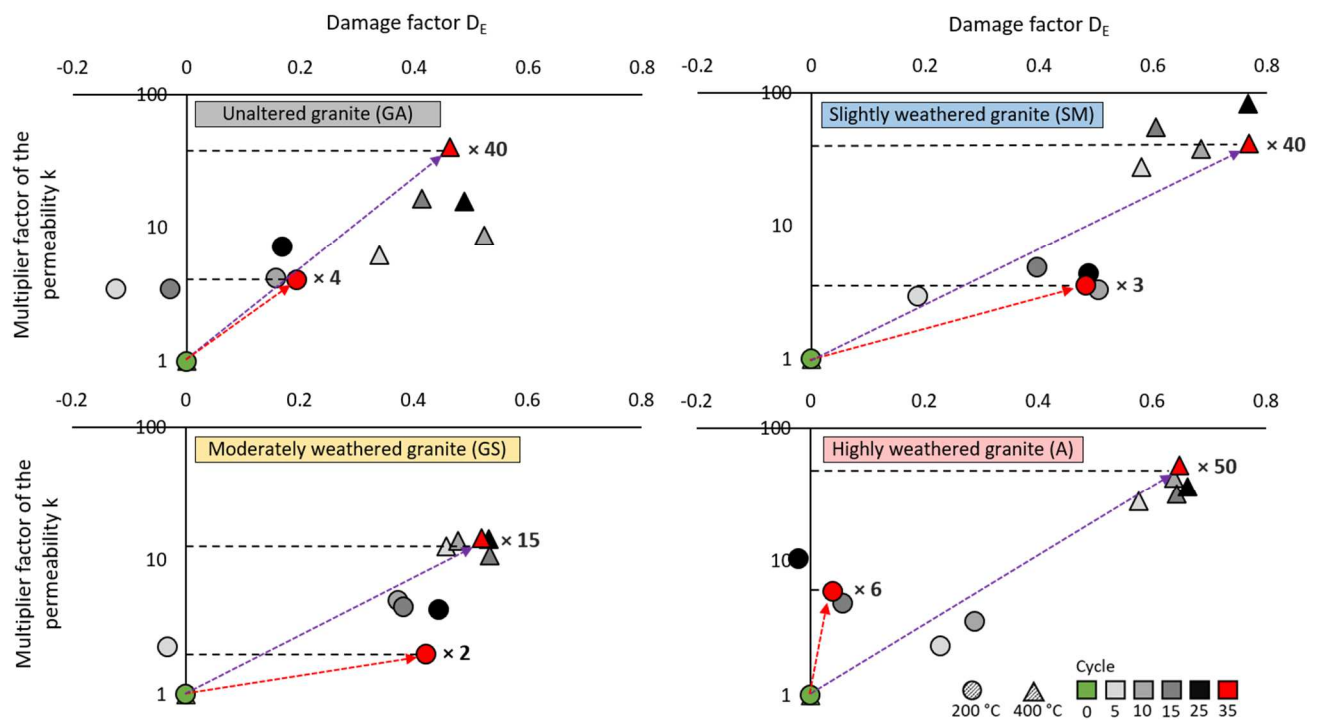 Damage factor DE
Damage factor DE
-0.2 0 0.2 0.4 0.6 0.8
-0.2 0 0.2 0.4 0.6 0.8
100
Unaltered granite (GA)
× 40
10
× 4
1
Multiplier factor of the
permeability k
100
Slightly weathered granite (SM)
× 40
10
× 3
1
-0.2 0 0.2 0.4 0.6 0.8
-0.2 0 0.2 0.4 0.6 0.8
100
Moderately weathered granite (GS)
× 15
10
× 2
1
Multiplier factor of the
permeability k
100
Highly weathered granite (A)
× 50
10
× 6
1
200 °C 400 °C
Cycle
0 5 10 15 25 35